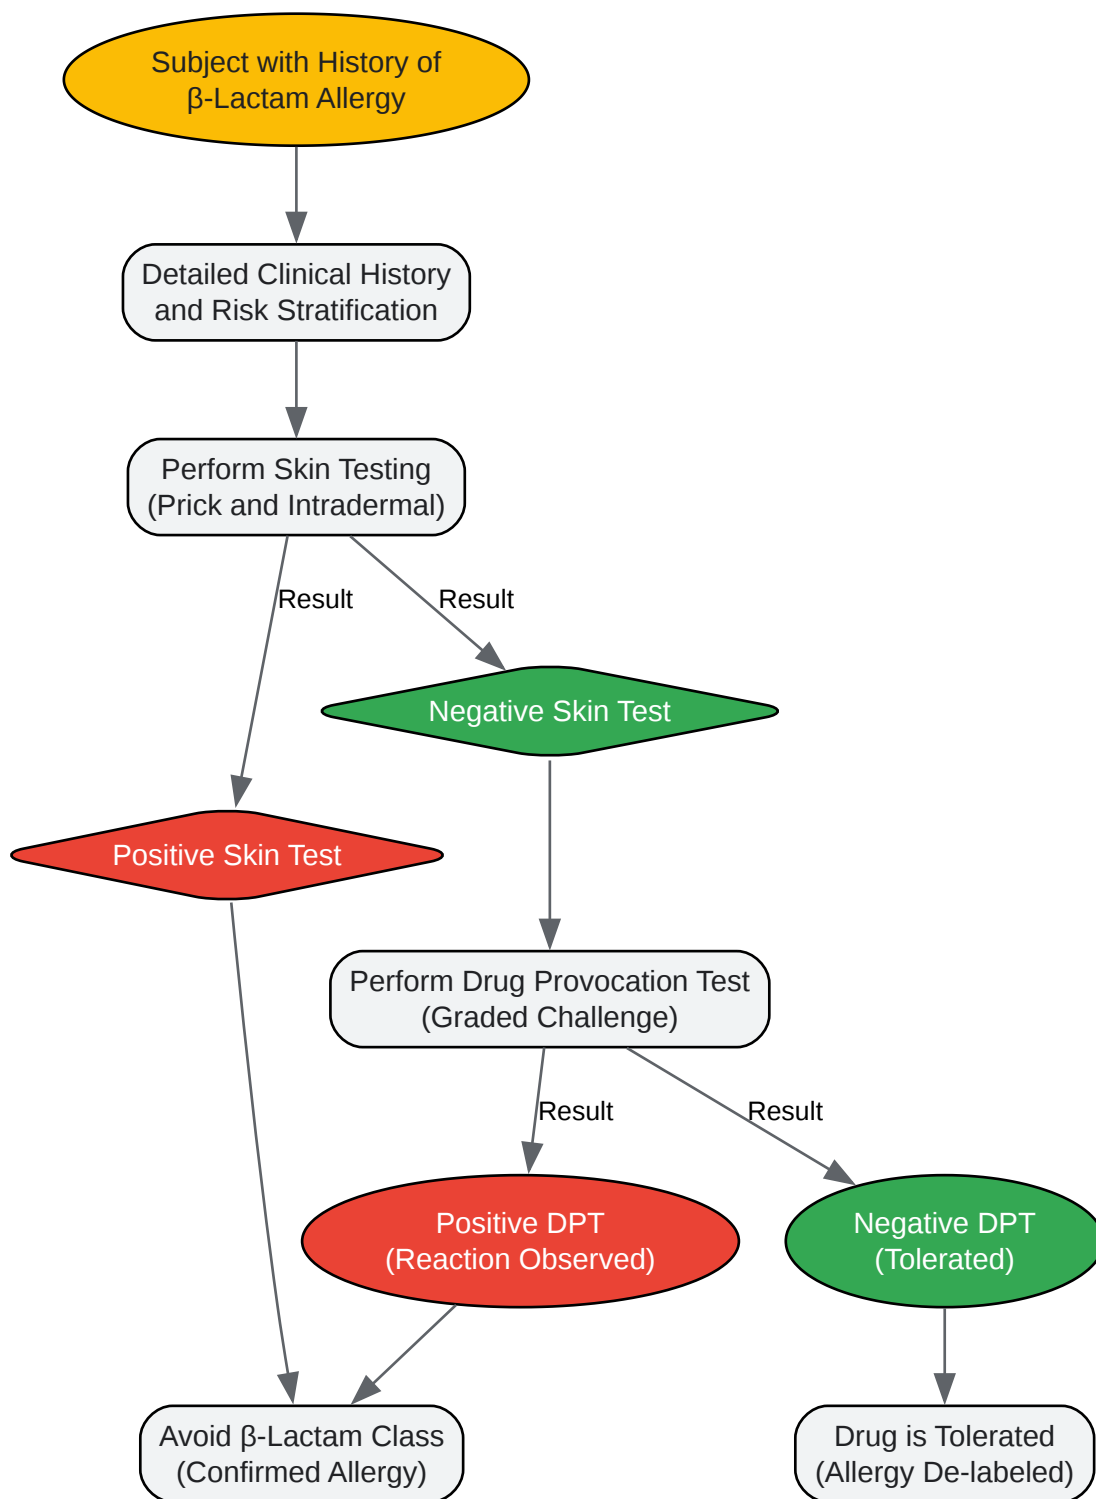 Subject with History of
β-Lactam Allergy
Detailed Clinical History
and Risk Stratification
Perform Skin Testing
(Prick and Intradermal)
Result
Result
Negative Skin Test
Positive Skin Test
Perform Drug Provocation Test
(Graded Challenge)
Result
Result
Positive DPT
(Reaction Observed)
Negative DPT
(Tolerated)
Avoid β-Lactam Class
(Confirmed Allergy)
Drug is Tolerated
(Allergy De-labeled)